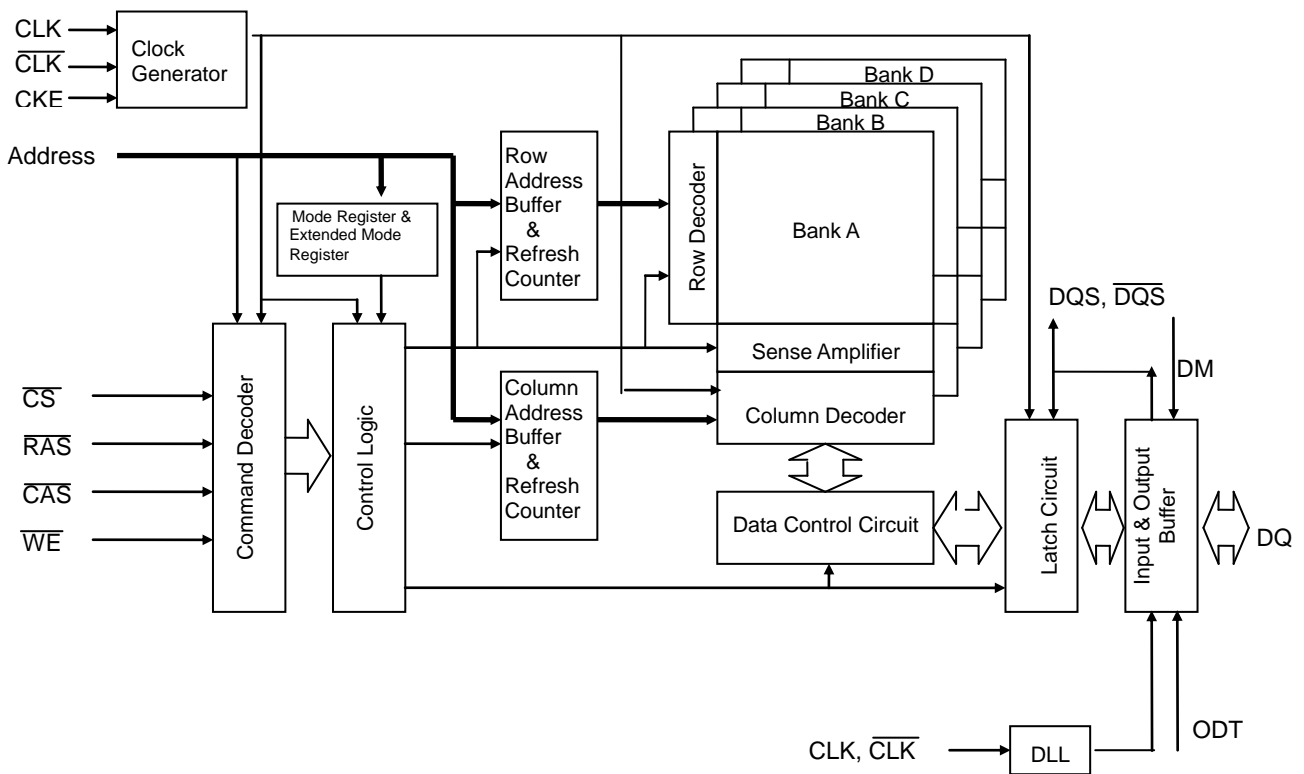 CLK
CLK
CKE
Clock
Generator
Bank D
Bank C
Bank B
Address
Row
Address
Buffer
&
Refresh
Counter
Mode Register &
Extended Mode
Register
Row Decoder
Bank A
DQS, DQS
Sense Amplifier
DM
CS
RAS
CAS
WE
Command Decoder
Control Logic
Column
Address
Buffer
&
Refresh
Counter
Column Decoder
Data Control Circuit
Latch Circuit
Input & Output
Buffer
DQ
CLK, CLK
DLL
ODT